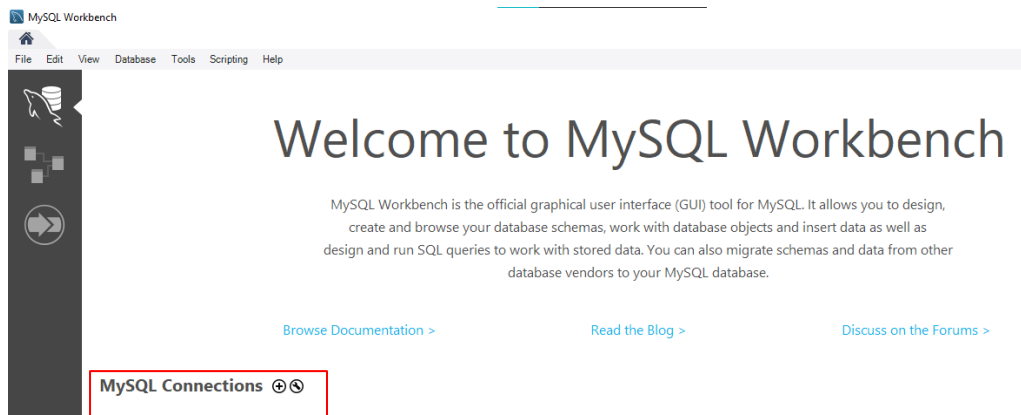 MySQL Workbench
File Edit View Database Tools Scripting Help
Welcome to MySQL Workbench
MySQL Workbench is the official graphical user interface (GUI) tool for MySQL. It allows you to design,
create and browse your database schemas, work with database objects and insert data as well as
design and run SQL queries to work with stored data. You can also migrate schemas and data from other
database vendors to your MySQL database.
Browse Documentation > Read the Blog > Discuss on the Forums >
MySQL Connections